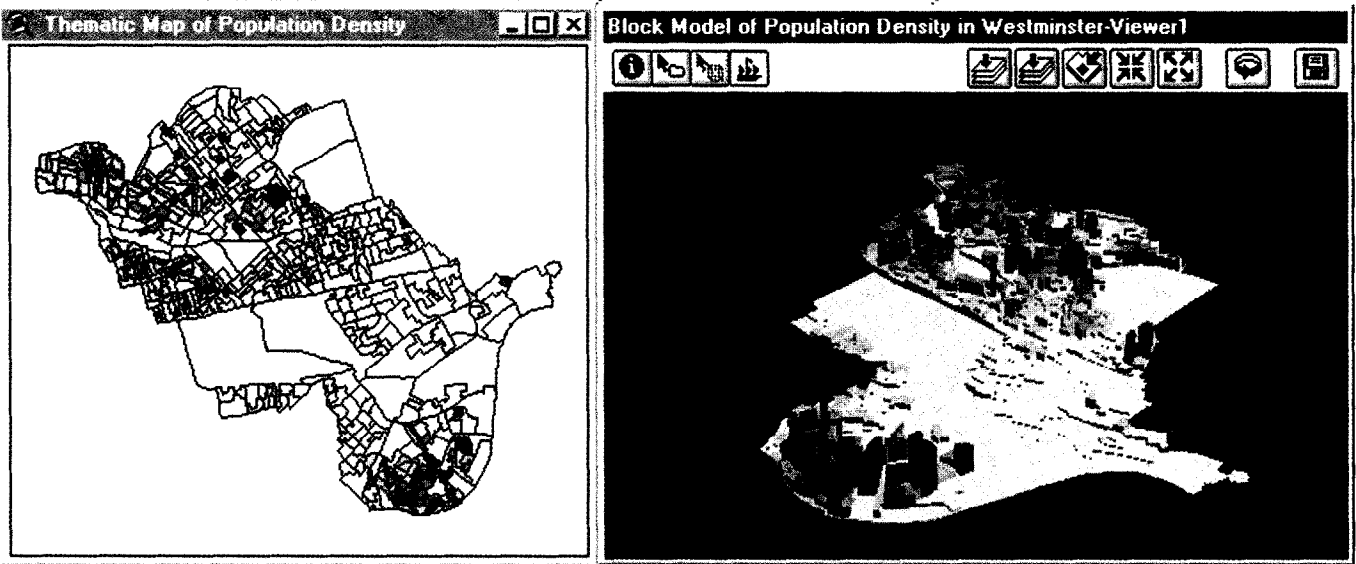 Thematic Map of Population Density
Block Model of Population Density in Westminster-Viewer1